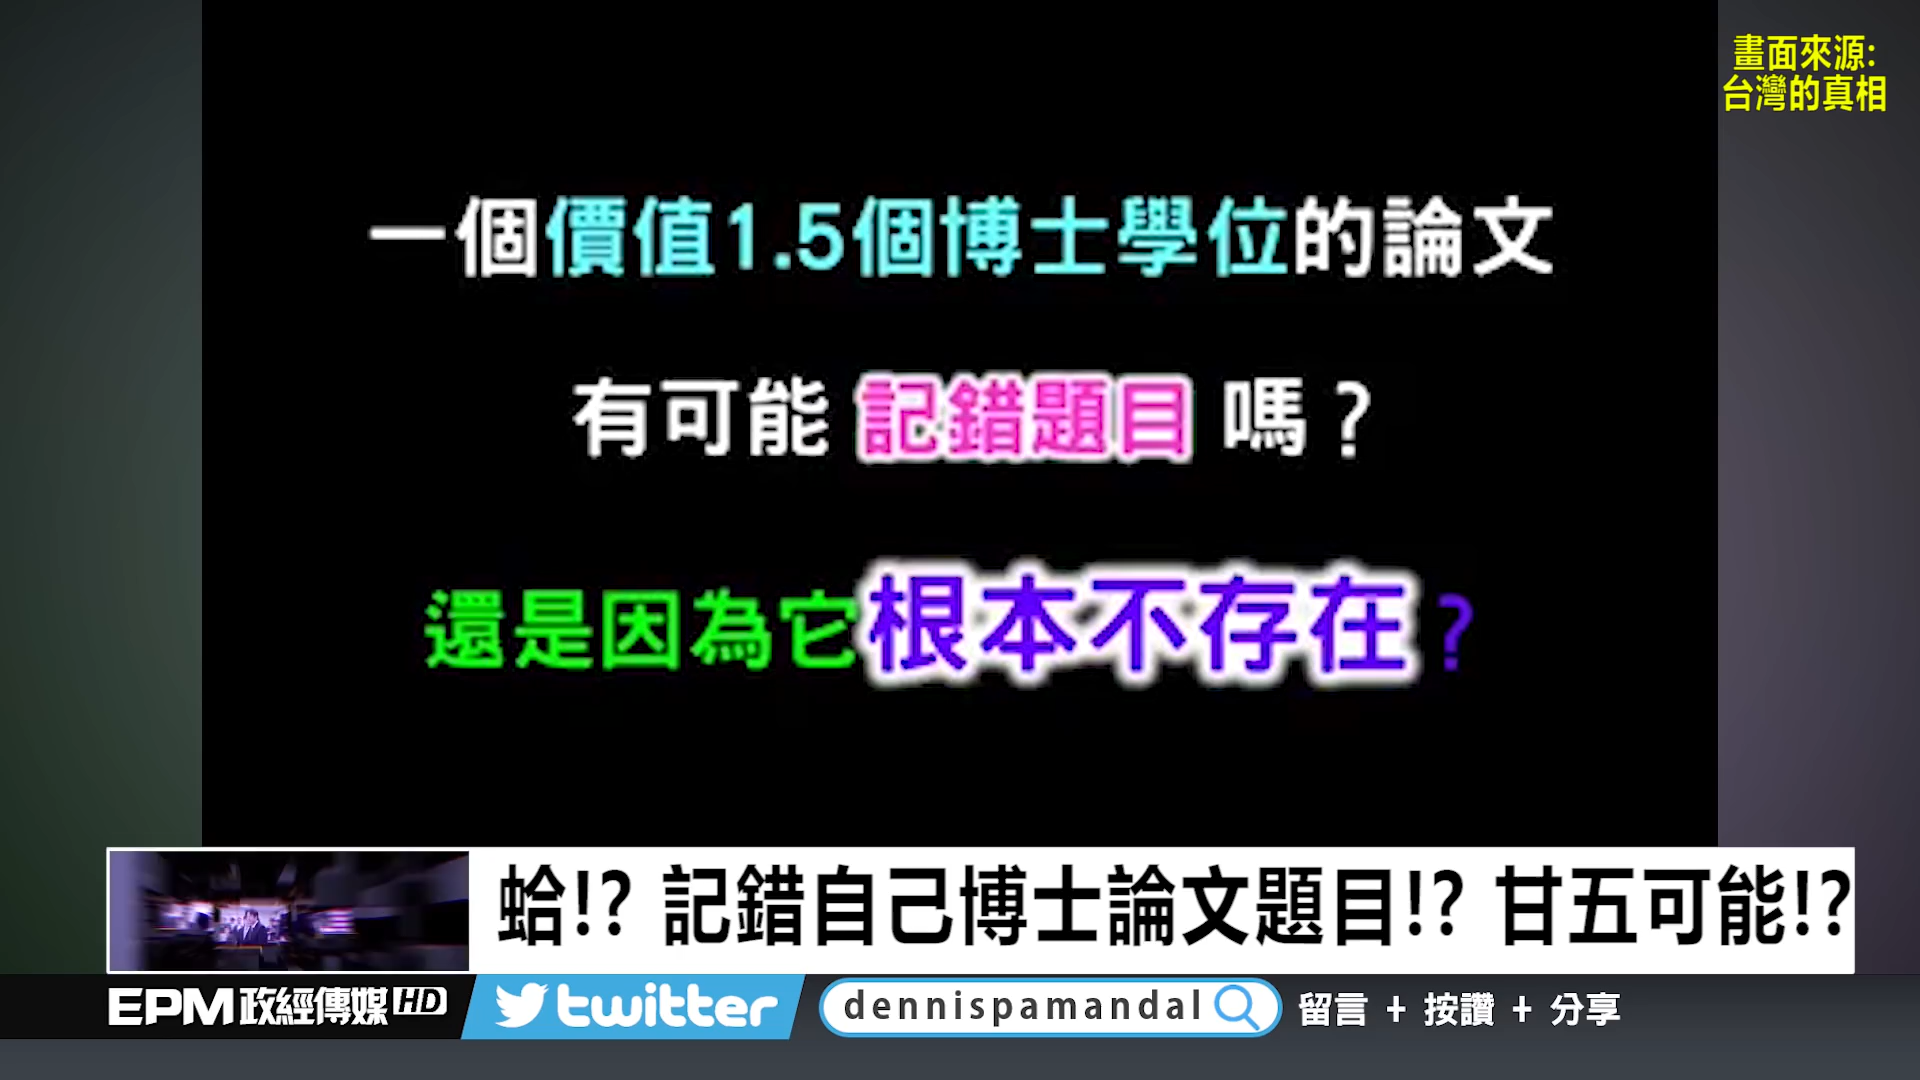 畫面來源:
台灣的真相
一個價值1.5個博士學位的論文
有可能 記錯題目 嗎？
還是因為它根本不存在？
蛤!? 記錯自己博士論文題目!? 甘五可能!?
EPM政經傳媒HD twitter dennispamandal 留言 + 按讚 + 分享